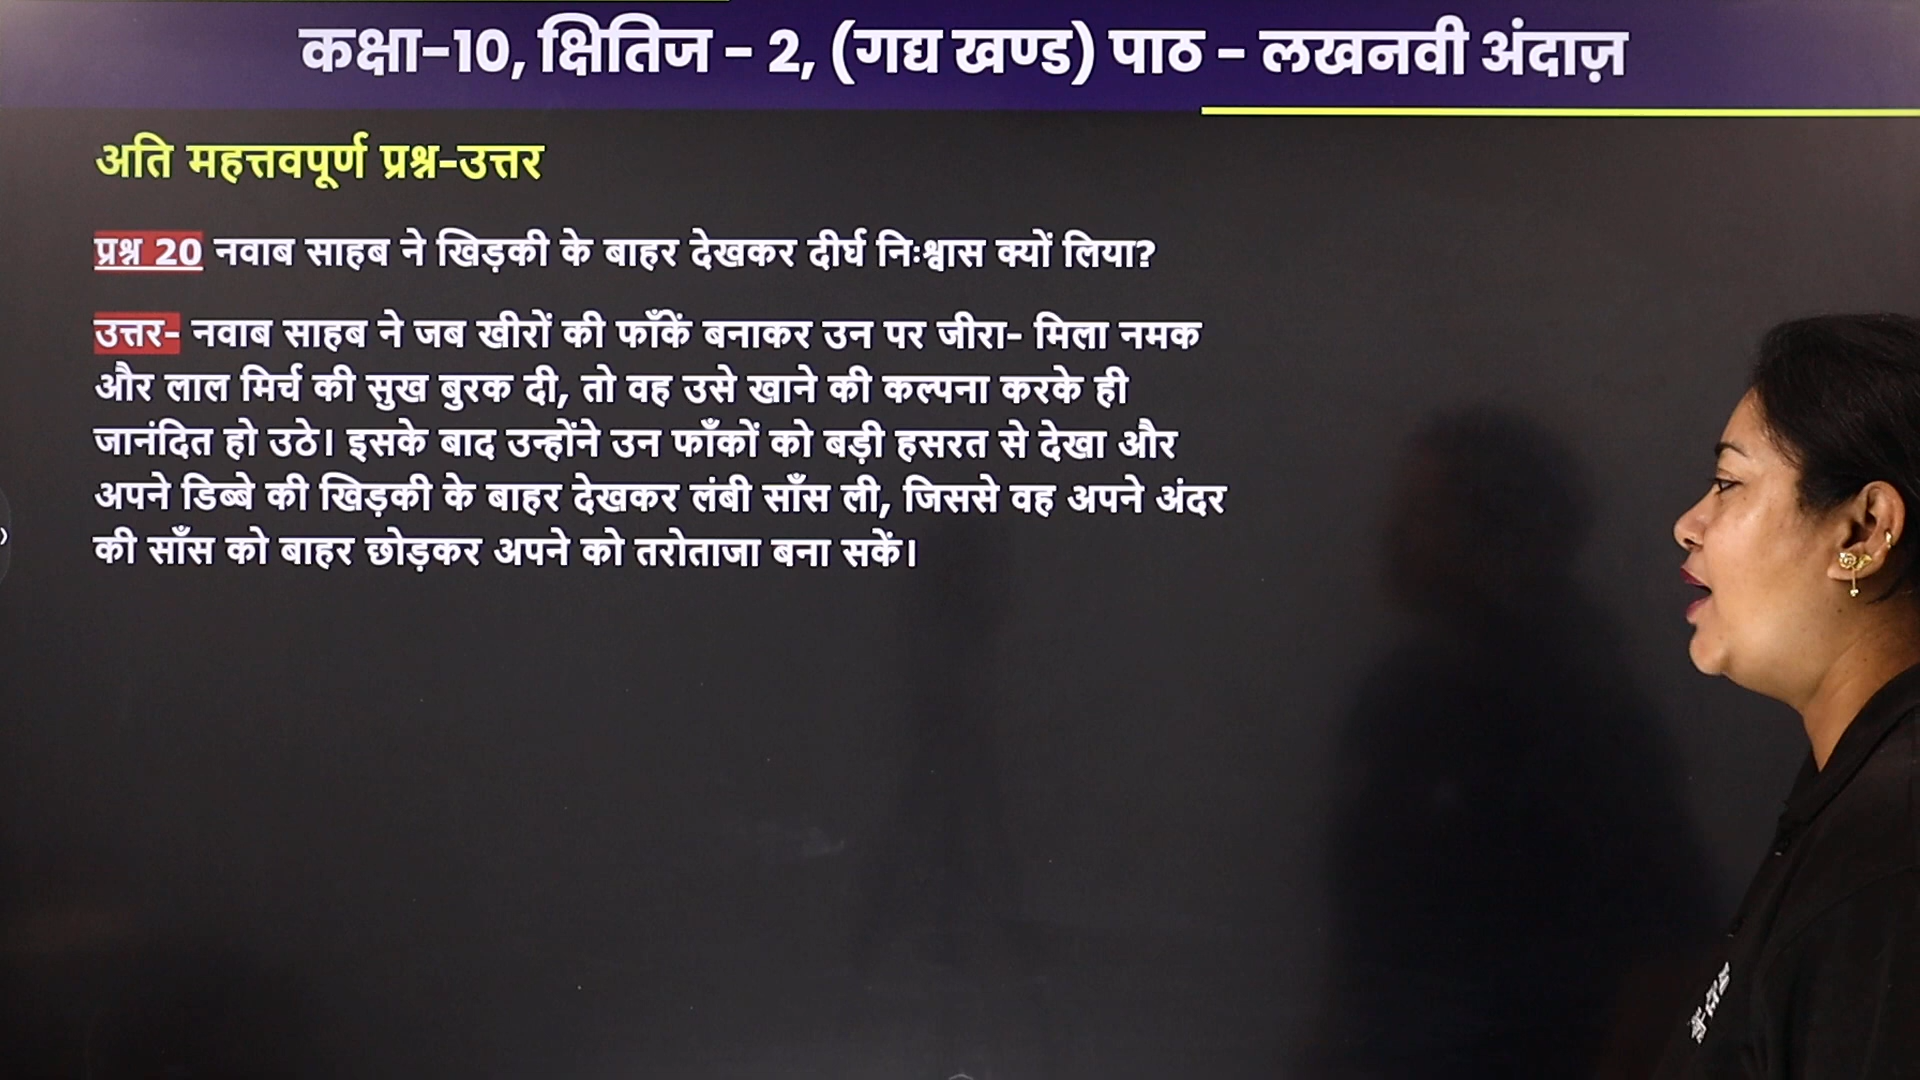 कक्षा-10, क्षितिज - 2, (गद्य खण्ड) पाठ - लखनवी अंदाज़
अति महत्तवपूर्ण प्रश्न-उत्तर
प्रश्न 20 नवाब साहब ने खिड़की के बाहर देखकर दीर्घ निःश्वास क्यों लिया?
उत्तर- नवाब साहब ने जब खीरों की फाँकें बनाकर उन पर जीरा- मिला नमक
और लाल मिर्च की सुख बुरक दी, तो वह उसे खाने की कल्पना करके ही
जानंदित हो उठे। इसके बाद उन्होंने उन फाँकों को बड़ी हसरत से देखा और
अपने डिब्बे की खिड़की के बाहर देखकर लंबी साँस ली, जिससे वह अपने अंदर
की साँस को बाहर छोड़कर अपने को तरोताजा बना सकें।